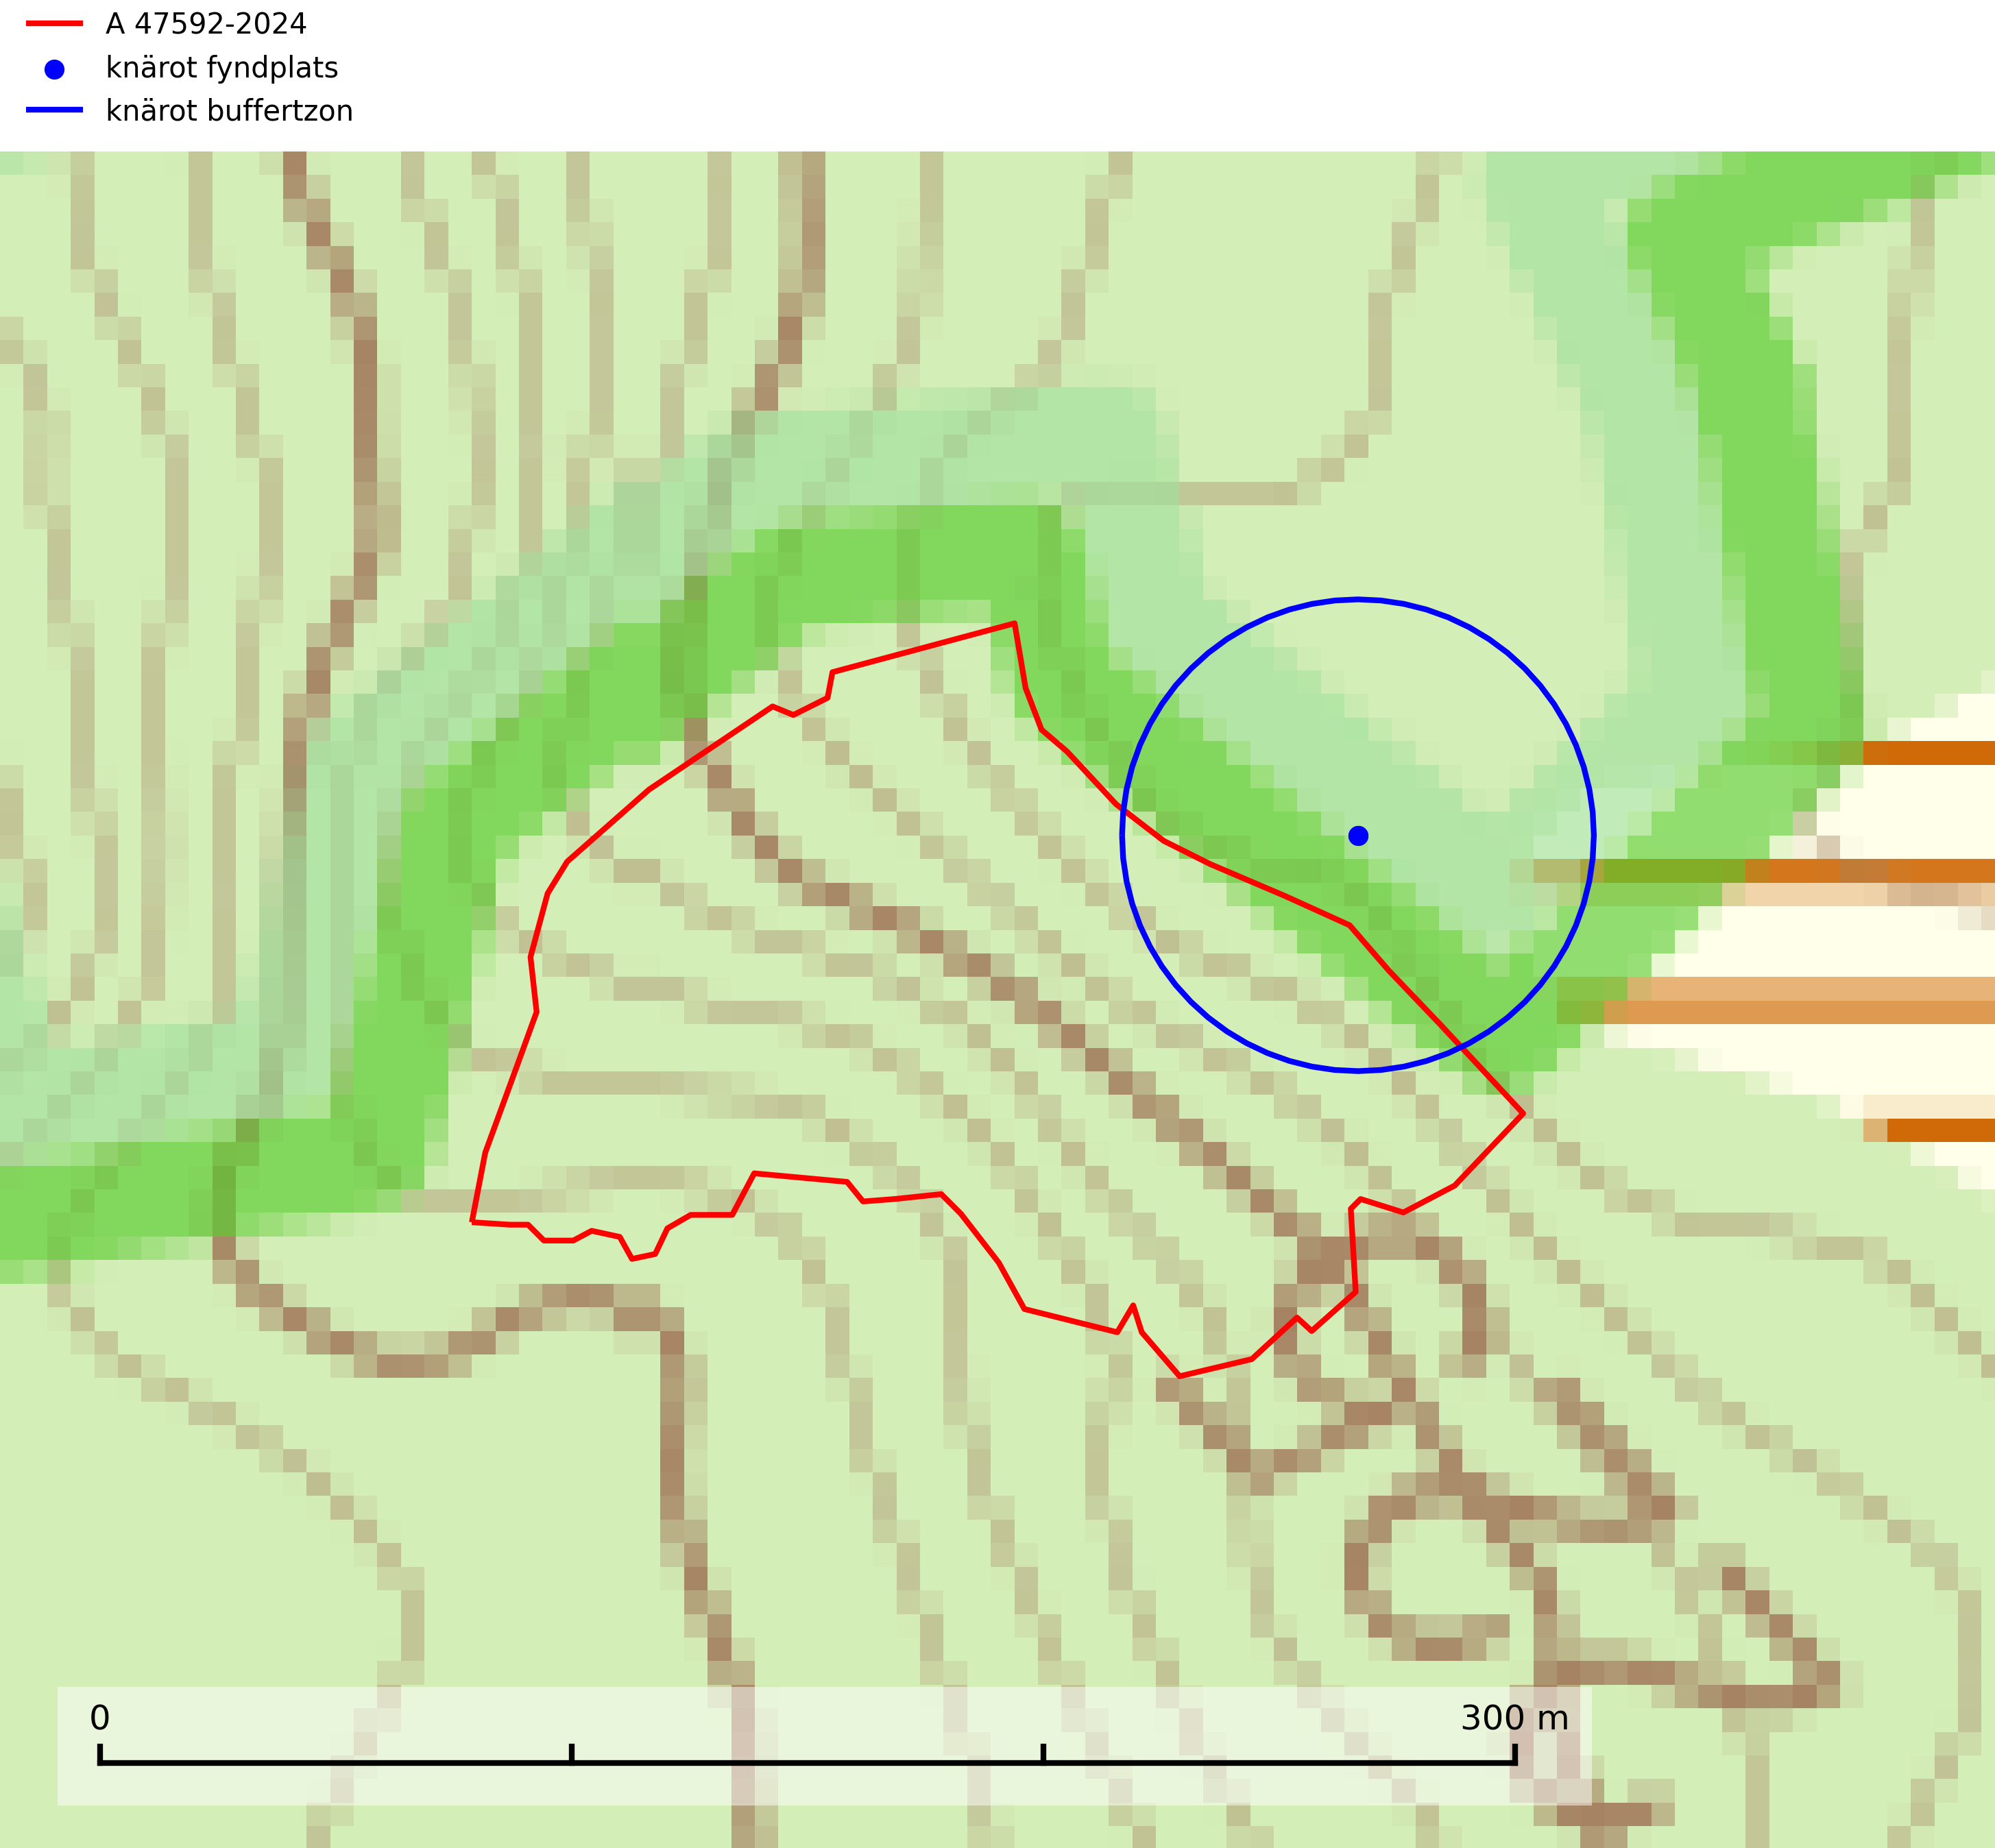 A 47592-2024
knärot fyndplats
knärot buffertzon
0 300 m